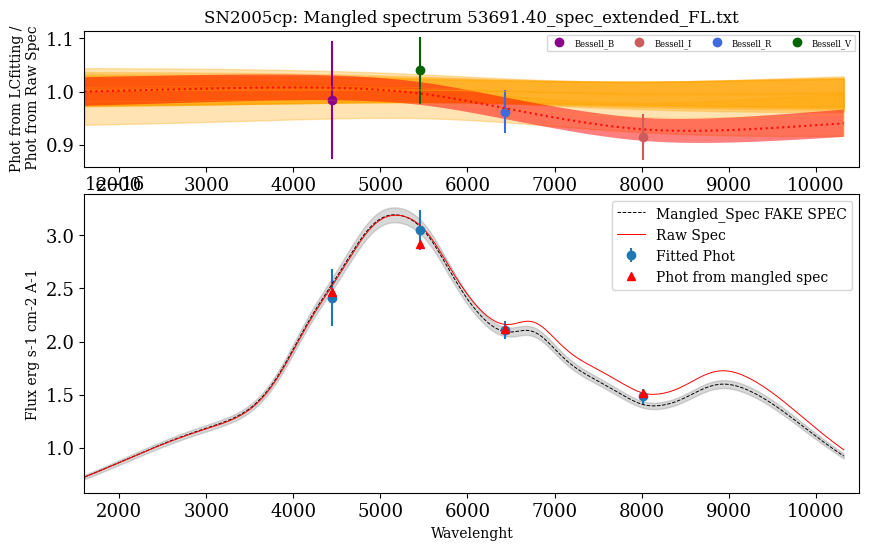 SN2005cp: Mangled spectrum 53691.40_spec_extended_FL.txt
Phot from LCfitting /
Phot from Raw Spec
1.1
1.0
0.9
Bessell_B
Bessell_I
Bessell_R
Bessell_V
2000 3000 4000 5000 6000 7000 8000 9000 10000
1e−16
Flux erg s-1 cm-2 A-1
3.0
2.5
2.0
1.5
1.0
Mangled_Spec FAKE SPEC
Raw Spec
Fitted Phot
Phot from mangled spec
2000 3000 4000 5000 6000 7000 8000 9000 10000
Wavelenght